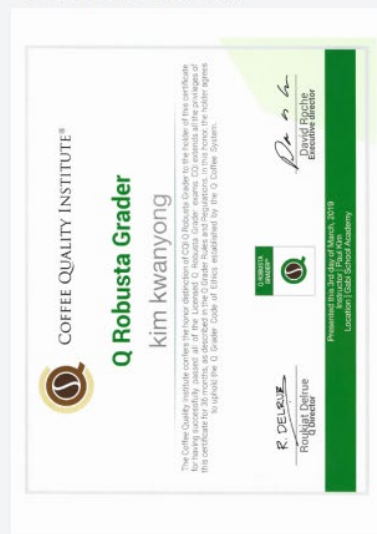 COFFEE QUALITY INSTITUTE®
Q Robusta Grader
kim kwanyong
The Coffee Quality Institute confers the honor distinction of CQI Q Robusta Grader to the holder of this certificate
for having successfully passed all of the Licensed Q Robusta Grader exams. CQI extends all the privileges of
this certificate for 36 months, as described in the Q Grader Rules and Regulations. In this honor, the holder agrees
to uphold the Q Grader Code of Ethics established by the Q Coffee System.
R. DELRUE
Roukiat Delrue
Q Director
Q ROBUSTA
GRADER
David Roche
Executive director
Presented this 3rd day of March, 2019
Instructor | Paul Kim
Location | Gabi School Academy